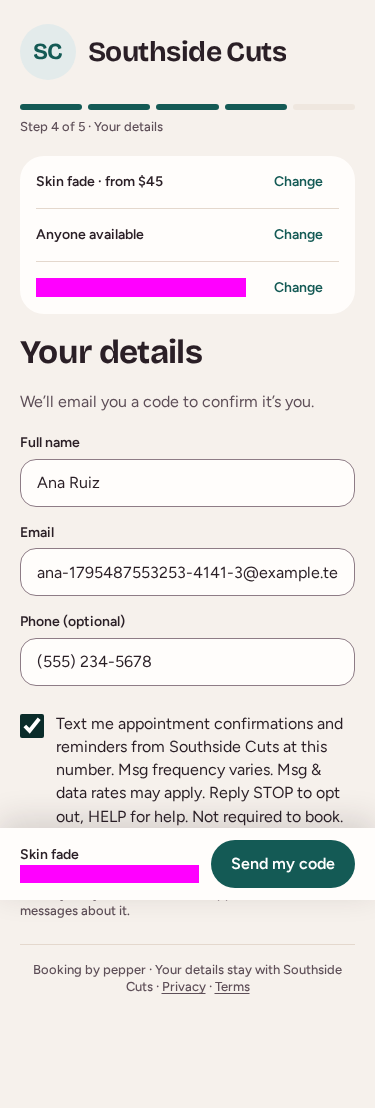 SC
Southside Cuts
Step 4 of 5 · Your details
Skin fade · from $45
Change
Anyone available
Change
Change
Your details
We’ll email you a code to confirm it’s you.
Full name
Ana Ruiz
Email
ana-1795487553253-4141-3@example.te
Phone (optional)
(555) 234-5678
Text me appointment confirmations and
reminders from Southside Cuts at this
number. Msg frequency varies. Msg &
data rates may apply. Reply STOP to opt
out, HELP for help. Not required to book.
Skin fade
Send my code
messages about it.
Booking by pepper · Your details stay with Southside
Cuts · Privacy · Terms